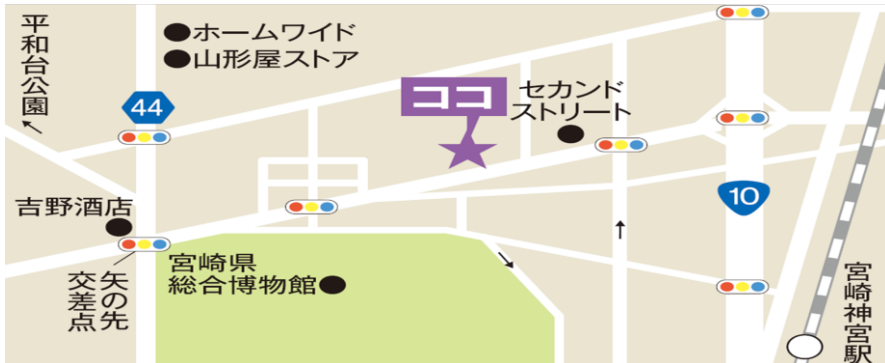 平和台公園
ホームワイド
山形屋ストア
44
ココ
セカンド
ストリート
吉野酒店
10
矢の先
交差点
宮崎県
総合博物館
宮崎神宮駅